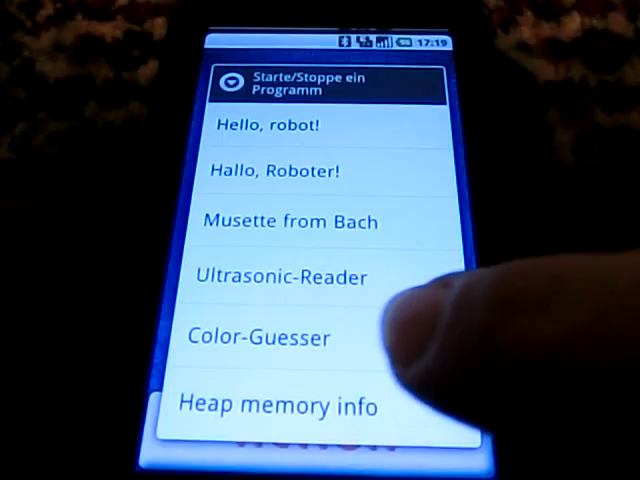 17:19
Starte/Stoppe ein
Programm
Hello, robot!
Hallo, Roboter!
Musette from Bach
Ultrasonic-Reader
Color-Guesser
Heap memory info